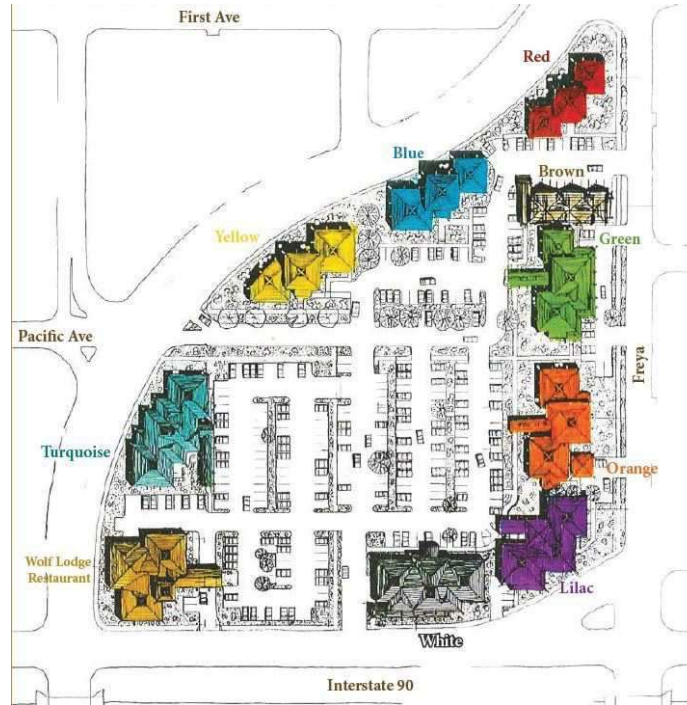 First Ave
Red
Blue
Brown
Yellow
Green
Pacific Ave
Freya
Turquoise
Orange
Wolf Lodge
Restaurant
Lilac
White
Interstate 90